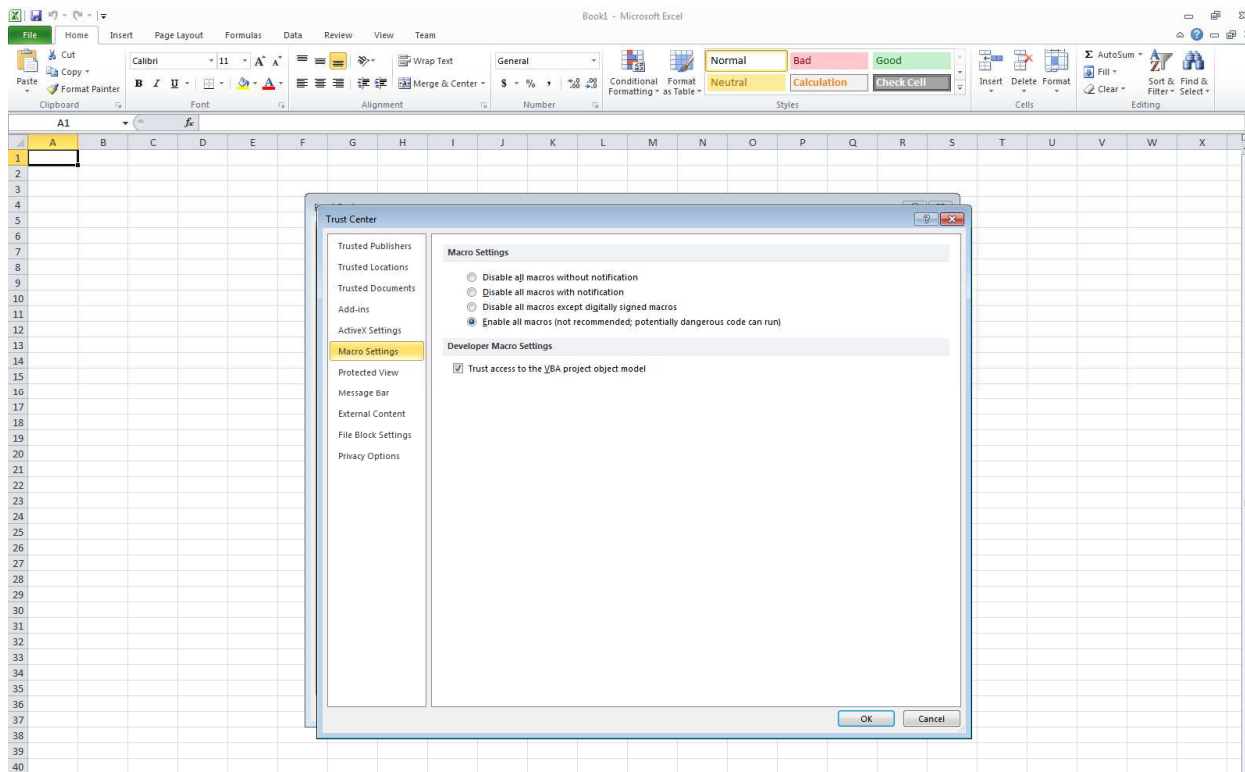 Book1 - Microsoft Excel
File Home Insert Page Layout Formulas Data Review View Team
Cut
Copy
Format Painter
Paste
Clipboard
Calibri 11
B I U
Font
Wrap Text
Merge & Center
Alignment
General
$ % ,
Number
Conditional Formatting
Format as Table
Normal Bad Good
Neutral Calculation Check Cell
Styles
Insert Delete Format
Cells
Σ AutoSum
Fill
Clear
Sort & Filter
Find & Select
Editing
A1 fx
A B C D E F G H I J K L M N O P Q R S T U V W X
1
2
3
4
5
6
7
8
9
10
11
12
13
14
15
16
17
18
19
20
21
22
23
24
25
26
27
28
29
30
31
32
33
34
35
36
37
38
39
40
Trust Center
Trusted Publishers
Trusted Locations
Trusted Documents
Add-ins
ActiveX Settings
Macro Settings
Protected View
Message Bar
External Content
File Block Settings
Privacy Options
Macro Settings
Disable all macros without notification
Disable all macros with notification
Disable all macros except digitally signed macros
Enable all macros (not recommended; potentially dangerous code can run)
Developer Macro Settings
Trust access to the VBA project object model
OK Cancel